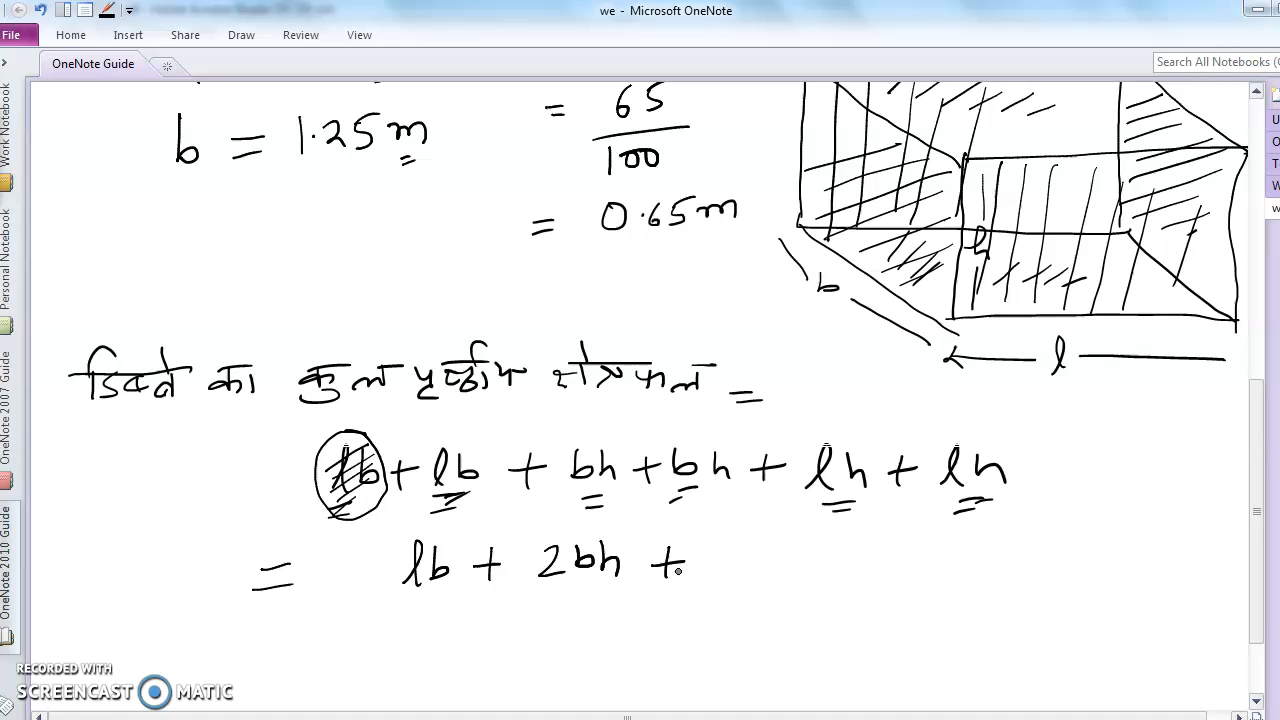 we - Microsoft OneNote
File Home Insert Share Draw Review View
OneNote Guide
Search All Notebooks (C
Work Notebook
Personal Notebook
OneNote 2007 Guide
OneNote 2010 Guide
b = 1.25m
= 65
100
= 0.65m
h
b
l
डिब्बे का कुल पृष्ठीय क्षेत्रफल =
lb + lb + bh + bh + lh + lh
= lb + 2bh +
RECORDED WITH
SCREENCAST MATIC